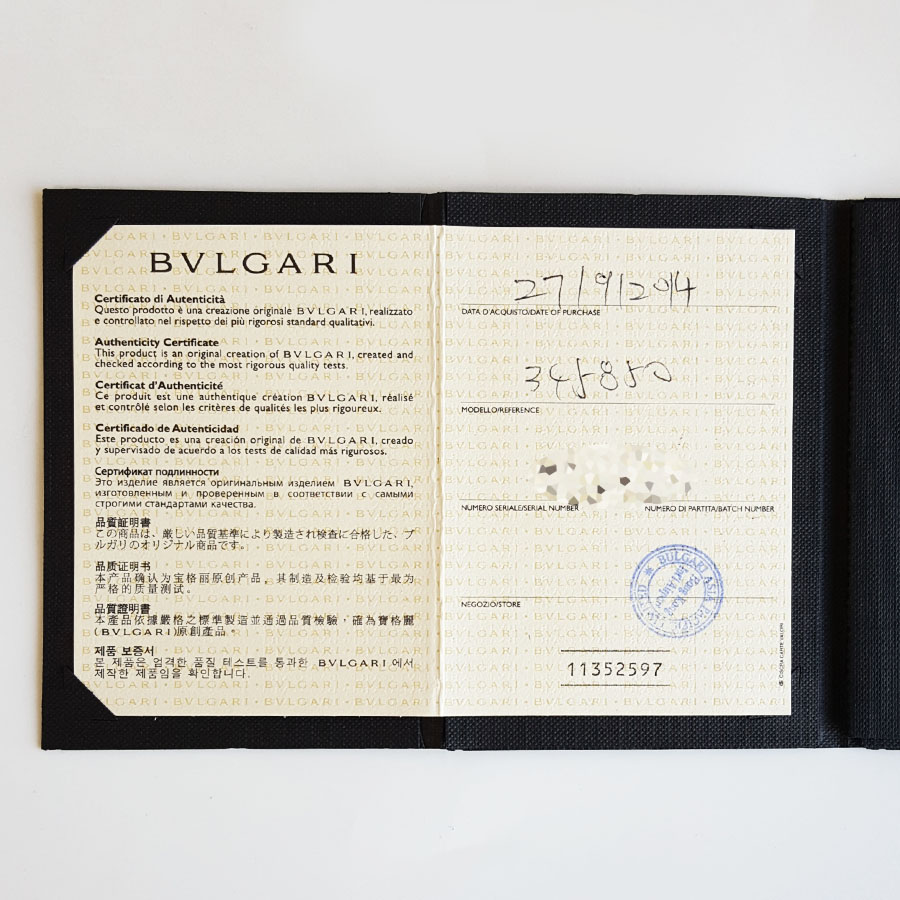 BVLGARI
Certificato di Autenticità
Questo prodotto è una creazione originale BVLGARI, realizzato
e controllato nel rispetto dei più rigorosi standard qualitativi.
Authenticity Certificate
This product is an original creation of BVLGARI, created and
checked according to the most rigorous quality tests.
Certificat d'Authenticité
Ce produit est une authentique création BVLGARI, réalisé
et contrôlé selon les critères de qualités les plus rigoureux.
Certificado de Autenticidad
Este producto es una creación original de BVLGARI, creado
y supervisado de acuerdo a los tests de calidad más rigurosos.
Сертификат подлинности
Это изделие является оригинальным изделием BVLGARI,
изготовленным и проверенным в соответствии с самыми
строгими стандартами качества.
品質証明書
この商品は、厳しい品質基準により製造され検査に合格した、ブ
ルガリのオリジナル商品です。
品质证明书
本产品确认为宝格丽原创产品，其制造及检验均基于最为
严格的质量测试。
品質證明書
本產品依據嚴格之標準製造並通過品質檢驗，確為寶格麗
(BVLGARI)原創產品。
제품 보증서
본 제품은 엄격한 품질 테스트를 통과한 BVLGARI 에서
제작한 제품임을 확인합니다.
27/9/2014
DATA D'ACQUISTO/DATE OF PURCHASE
345850
MODELLO/REFERENCE
NUMERO SERIALE/SERIAL NUMBER NUMERO DI PARTITA/BATCH NUMBER
BULGARI ASIA
NEGOZIO/STORE
11352597